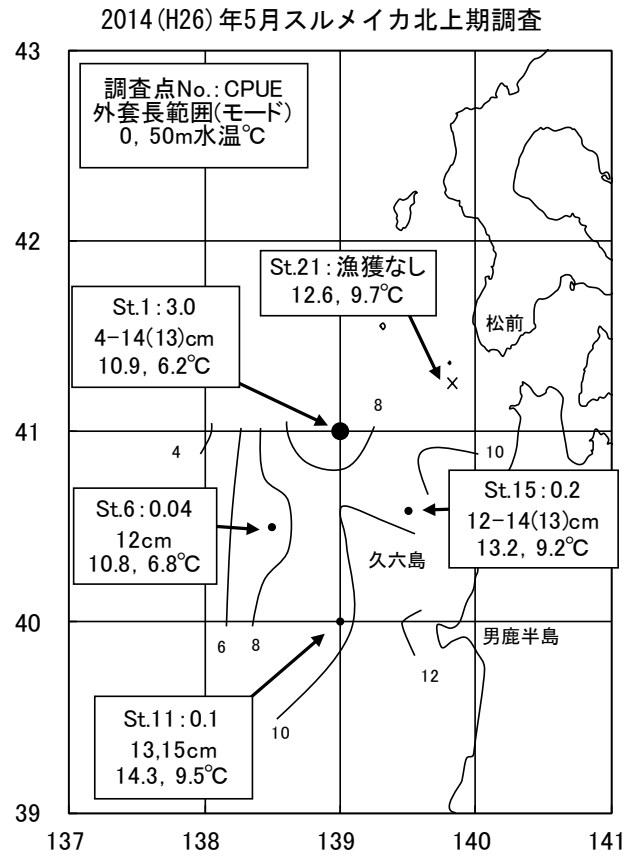 2014(H26)年5月スルメイカ北上期調査
43
調査点No.:CPUE
外套長範囲(モード)
0, 50m水温℃
42
St.21:漁獲なし
12.6, 9.7℃
St.1:3.0
4-14(13)cm
10.9, 6.2℃
松前
8
41
4
10
St.15:0.2
12-14(13)cm
13.2, 9.2℃
St.6:0.04
12cm
10.8, 6.8℃
久六島
40
6
8
男鹿半島
12
St.11:0.1
13,15cm
14.3, 9.5℃
10
39
137
138
139
140
141